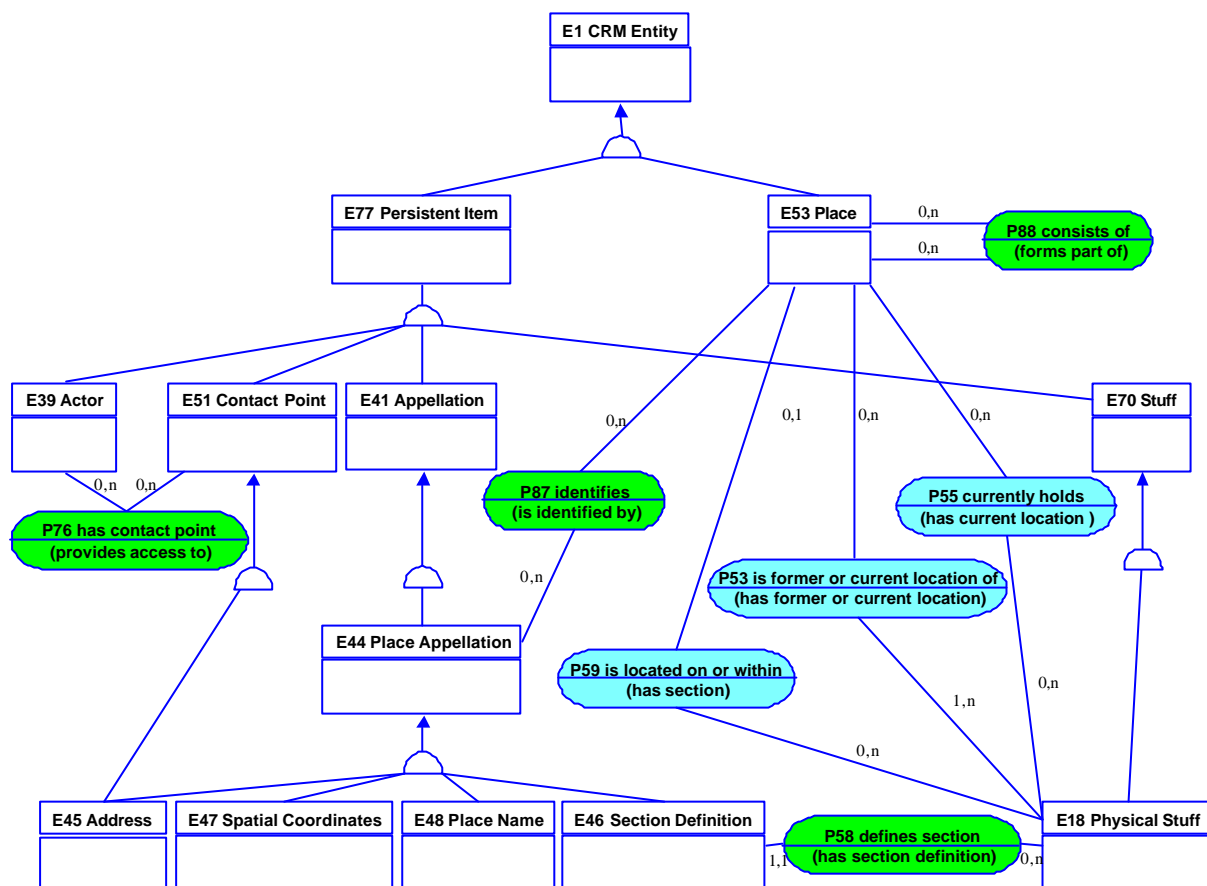 E1 CRM Entity
E77 Persistent Item
E53 Place
0,n
P88 consists of
(forms part of)
0,n
E39 Actor
E51 Contact Point
E41 Appellation
E70 Stuff
0,n
0,1
0,n
0,n
0,n
0,n
P87 identifies
(is identified by)
P55 currently holds
(has current location )
P76 has contact point
(provides access to)
0,n
P53 is former or current location of
(has former or current location)
E44 Place Appellation
P59 is located on or within
(has section)
0,n
1,n
0,n
E45 Address
E47 Spatial Coordinates
E48 Place Name
E46 Section Definition
E18 Physical Stuff
P58 defines section
(has section definition)
1,1
0,n